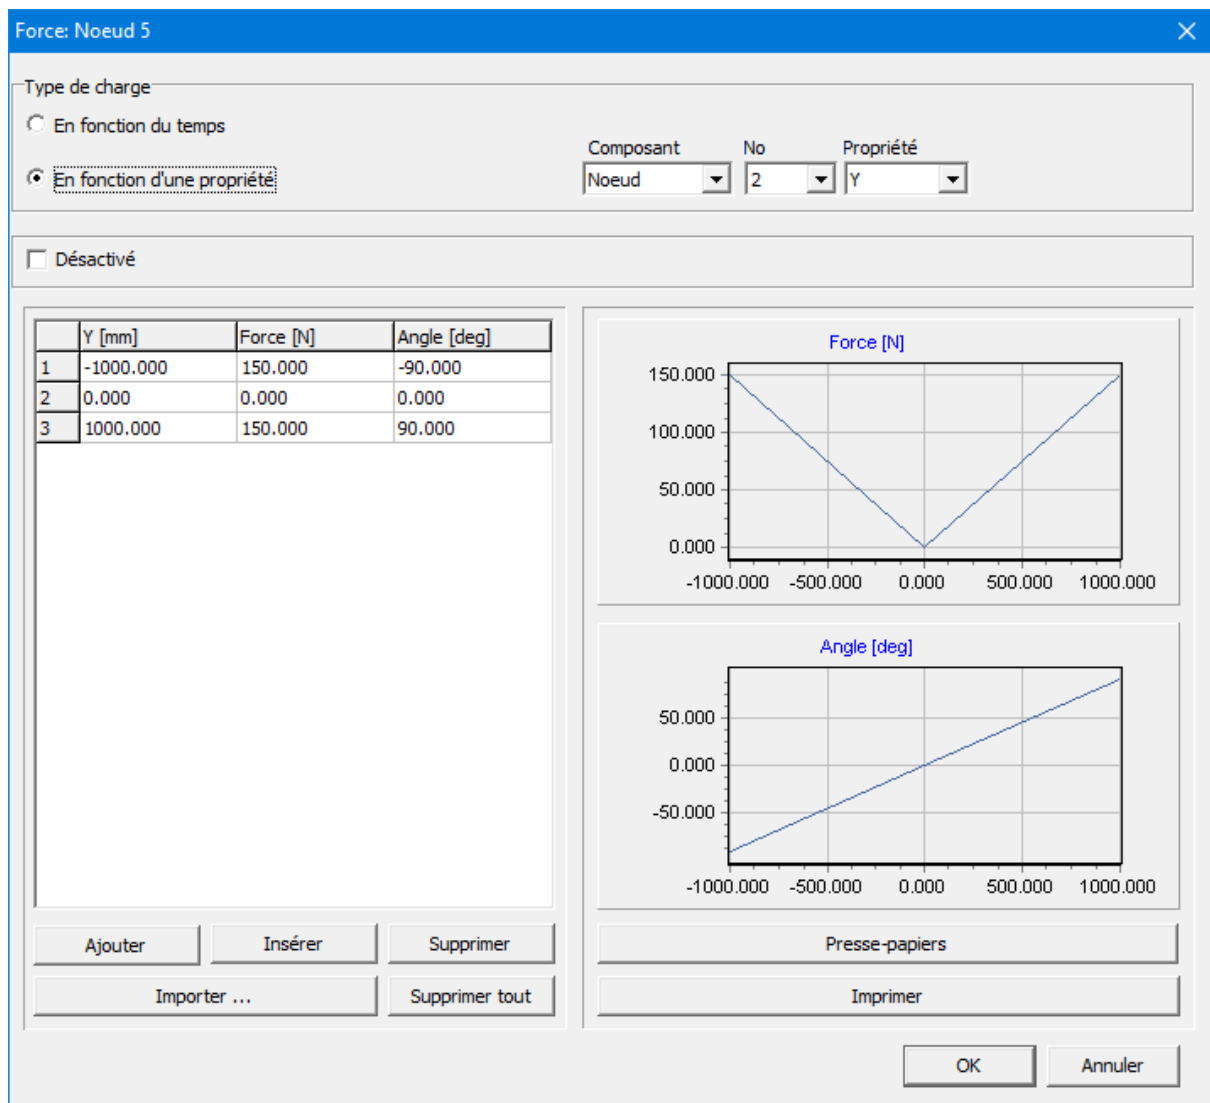 Force: Noeud 5
Type de charge
En fonction du temps
Composant No Propriété
En fonction d'une propriété Noeud 2 Y
Désactivé
Y [mm] Force [N] Angle [deg]
1 -1000.000 150.000 -90.000
2 0.000 0.000 0.000
3 1000.000 150.000 90.000
Force [N]
150.000
100.000
50.000
0.000
-1000.000 -500.000 0.000 500.000 1000.000
Angle [deg]
50.000
0.000
-50.000
-1000.000 -500.000 0.000 500.000 1000.000
Ajouter Insérer Supprimer Presse-papiers
Importer ... Supprimer tout Imprimer
OK Annuler